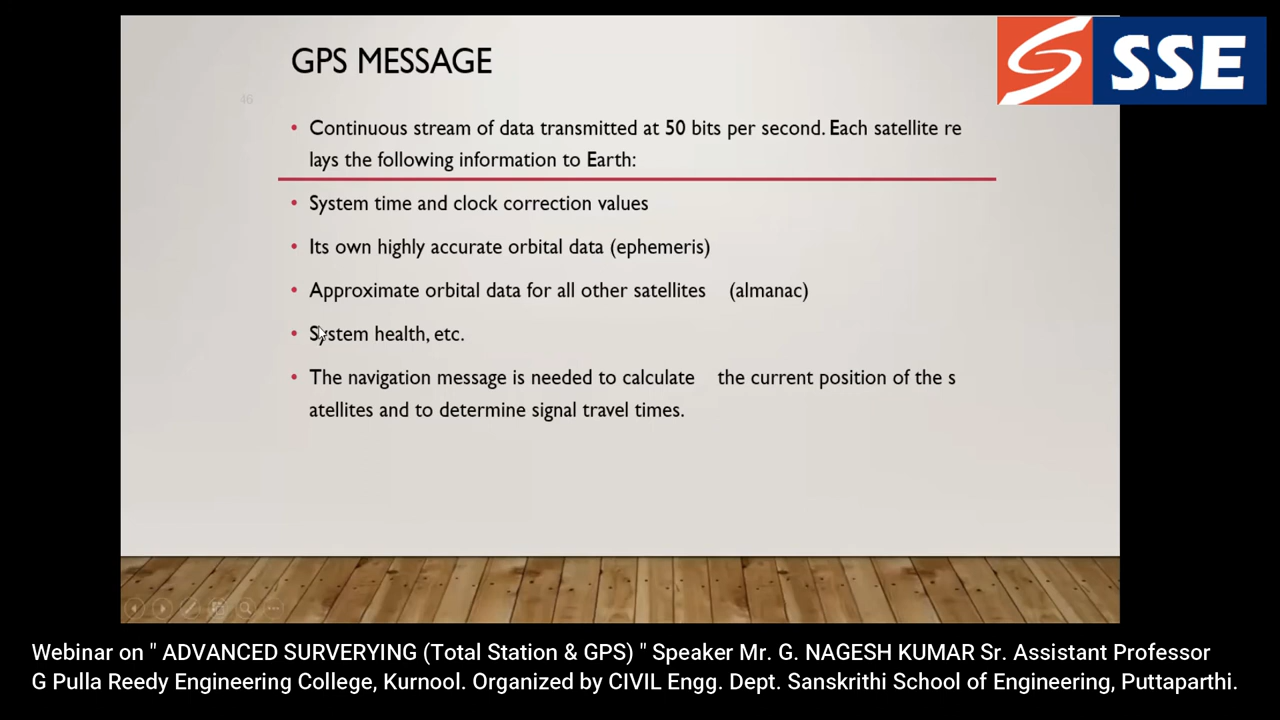 SSE
GPS MESSAGE
46
• Continuous stream of data transmitted at 50 bits per second. Each satellite re
lays the following information to Earth:
• System time and clock correction values
• Its own highly accurate orbital data (ephemeris)
• Approximate orbital data for all other satellites (almanac)
• System health, etc.
• The navigation message is needed to calculate the current position of the s
atellites and to determine signal travel times.
Webinar on " ADVANCED SURVERYING (Total Station & GPS) " Speaker Mr. G. NAGESH KUMAR Sr. Assistant Professor
G Pulla Reedy Engineering College, Kurnool. Organized by CIVIL Engg. Dept. Sanskrithi School of Engineering, Puttaparthi.